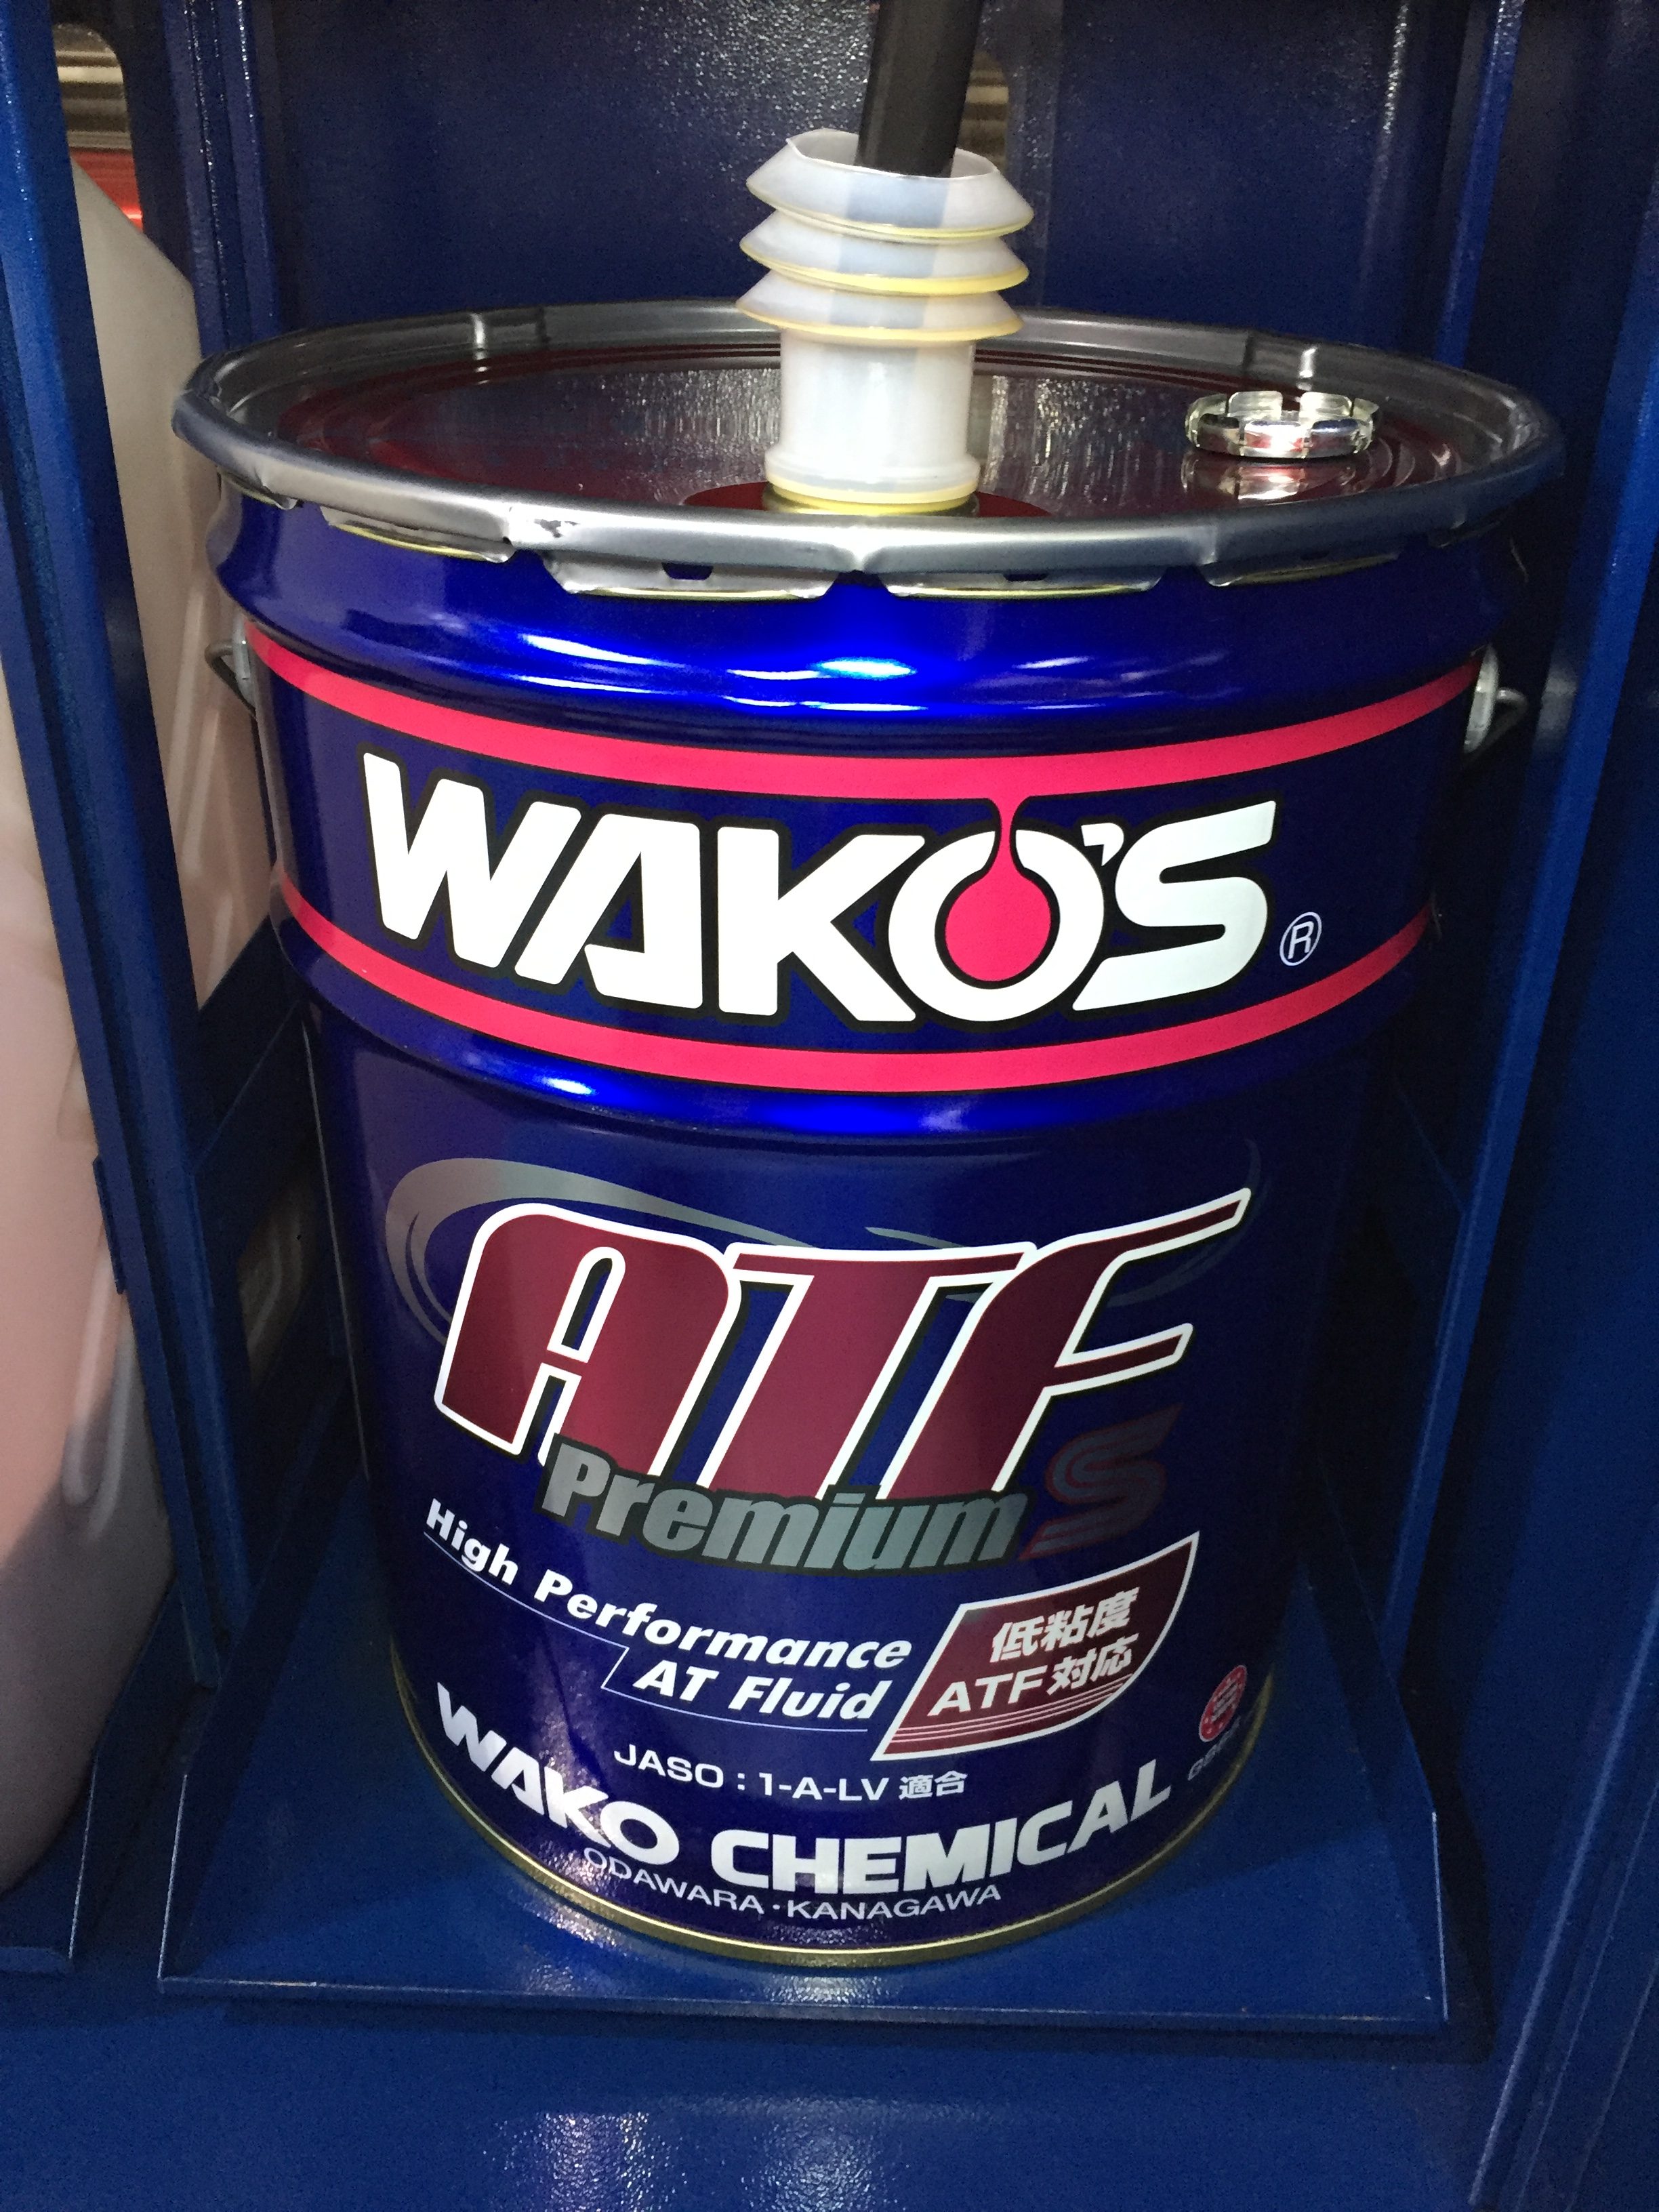 WAKO'S
®
ATF
Premium S
High Performance
AT Fluid
低粘度
ATF対応
JASO : 1-A-LV 適合
WAKO CHEMICAL
ODAWARA・KANAGAWA